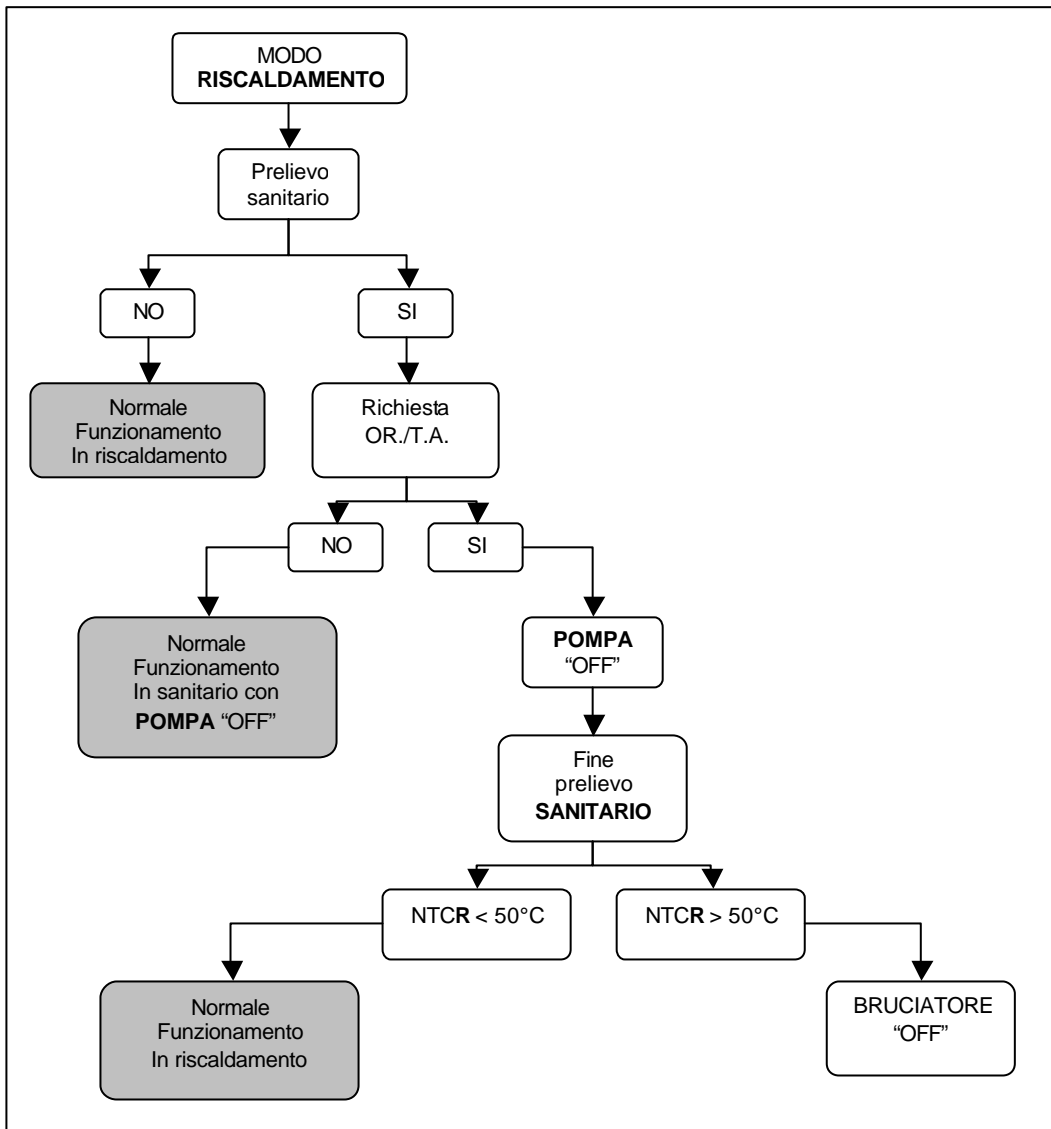 MODO
RISCALDAMENTO
Prelievo
sanitario
NO
SI
Normale
Funzionamento
In riscaldamento
Richiesta
OR./T.A.
NO
SI
Normale
Funzionamento
In sanitario con
POMPA “OFF”
POMPA
“OFF”
Fine
prelievo
SANITARIO
NTCR < 50°C
NTCR > 50°C
Normale
Funzionamento
In riscaldamento
BRUCIATORE
“OFF”